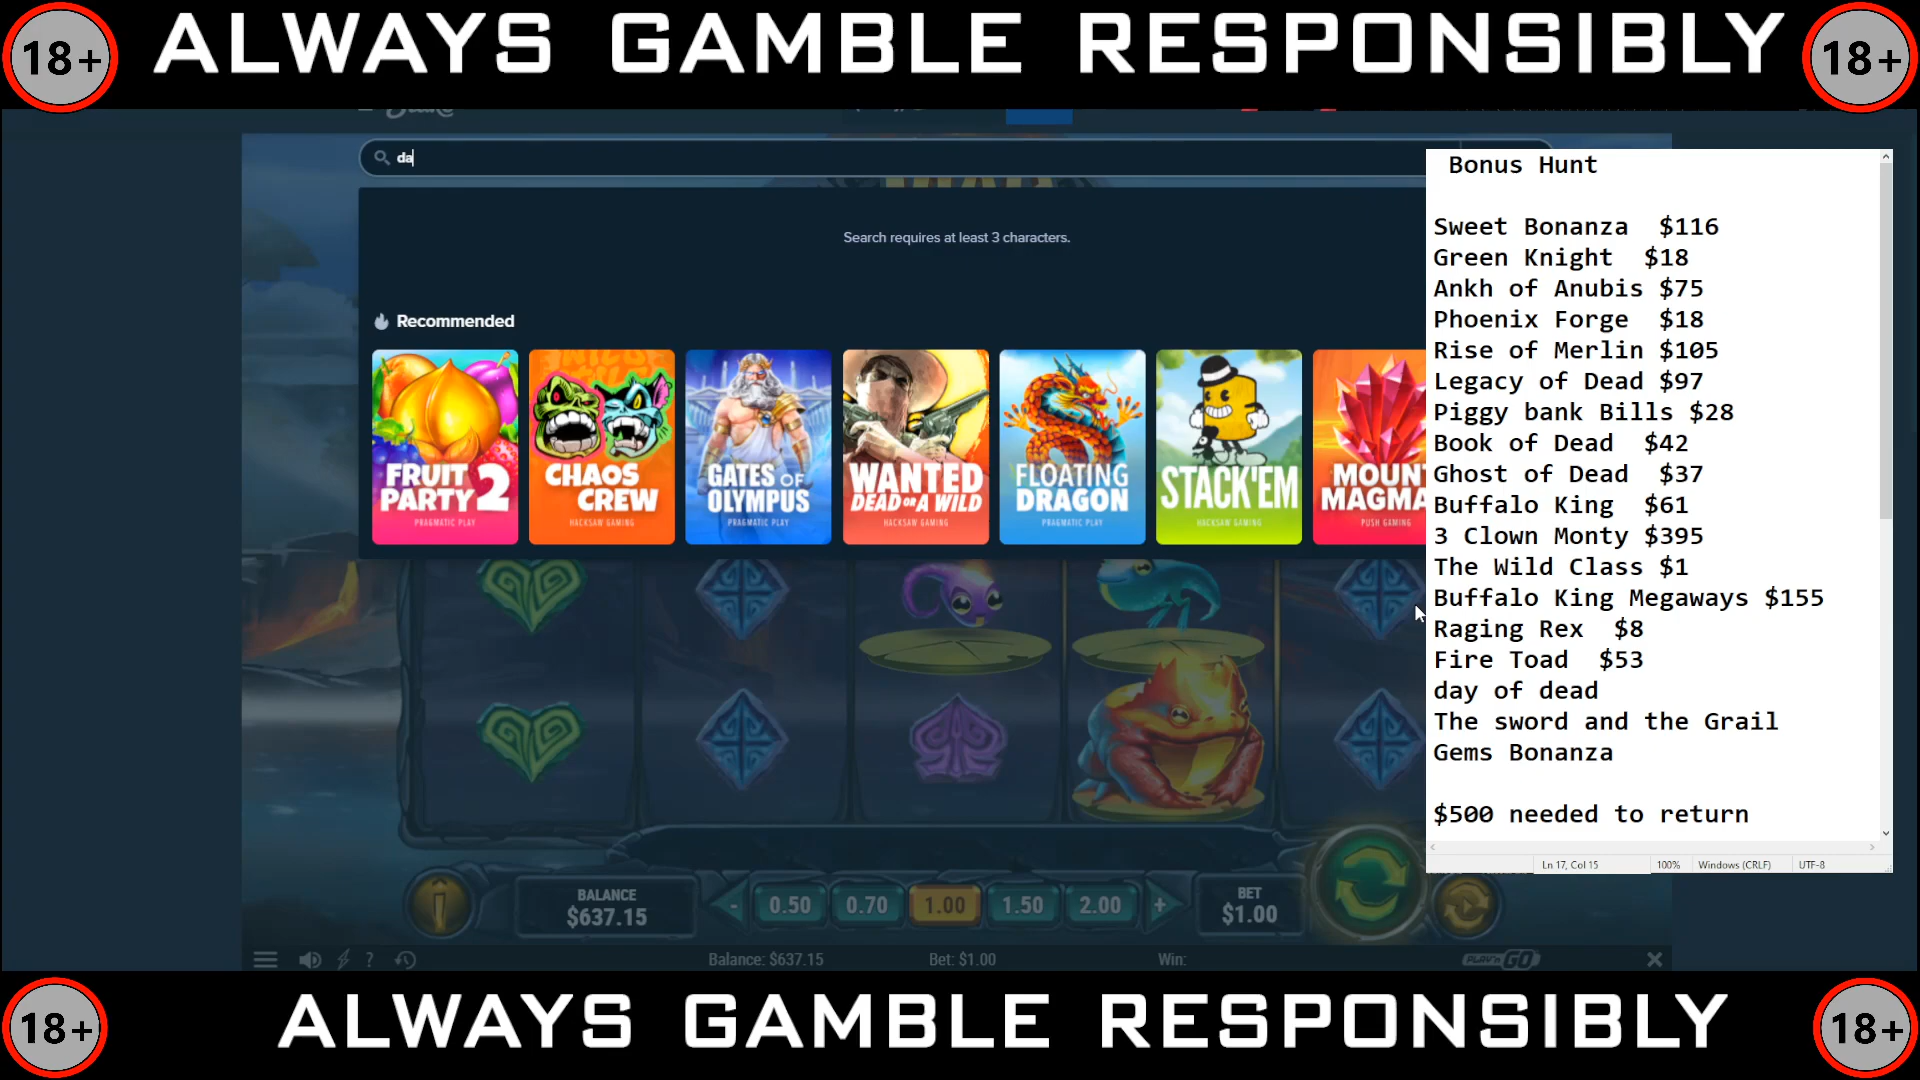 18+ ALWAYS GAMBLE RESPONSIBLY 18+
da
Search requires at least 3 characters.
Recommended
FRUIT PARTY 2
PRAGMATIC PLAY
CHAOS CREW
HACKSAW GAMING
GATES OF OLYMPUS
PRAGMATIC PLAY
WANTED DEAD OR A WILD
HACKSAW GAMING
FLOATING DRAGON
PRAGMATIC PLAY
STACK'EM
HACKSAW GAMING
MOUNT MAGMA
PUSH GAMING
Bonus Hunt
Sweet Bonanza $116
Green Knight $18
Ankh of Anubis $75
Phoenix Forge $18
Rise of Merlin $105
Legacy of Dead $97
Piggy bank Bills $28
Book of Dead $42
Ghost of Dead $37
Buffalo King $61
3 Clown Monty $395
The Wild Class $1
Buffalo King Megaways $155
Raging Rex $8
Fire Toad $53
day of dead
The sword and the Grail
Gems Bonanza
$500 needed to return
Ln 17, Col 15 100% Windows (CRLF) UTF-8
BALANCE
$637.15
- 0.50 0.70 1.00 1.50 2.00 +
BET
$1.00
? Balance: $637.15 Bet: $1.00 Win: PLAY'n GO
18+ ALWAYS GAMBLE RESPONSIBLY 18+